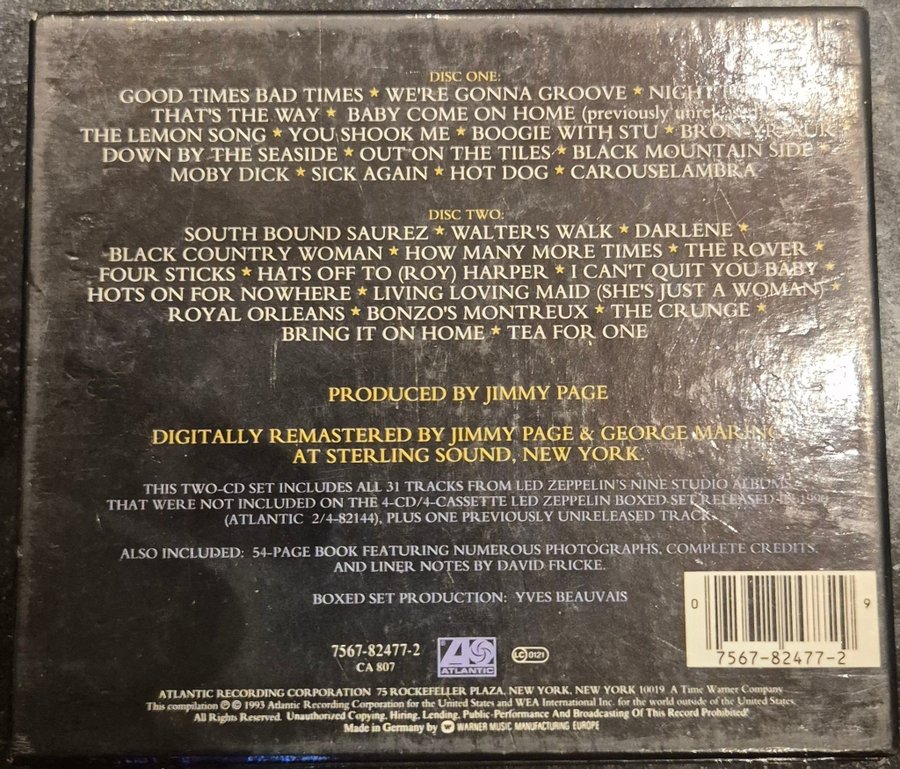 DISC ONE:
GOOD TIMES BAD TIMES ★ WE'RE GONNA GROOVE ★ NIGHT
THAT'S THE WAY ★ BABY COME ON HOME (previously unreleased)
THE LEMON SONG ★ YOU SHOOK ME ★ BOOGIE WITH STU ★ BRON-YR-AUR
DOWN BY THE SEASIDE ★ OUT ON THE TILES ★ BLACK MOUNTAIN SIDE ★
MOBY DICK ★ SICK AGAIN ★ HOT DOG ★ CAROUSELAMBRA
DISC TWO:
SOUTH BOUND SAUREZ ★ WALTER'S WALK ★ DARLENE ★
BLACK COUNTRY WOMAN ★ HOW MANY MORE TIMES ★ THE ROVER ★
FOUR STICKS ★ HATS OFF TO (ROY) HARPER ★ I CAN'T QUIT YOU BABY ★
HOTS ON FOR NOWHERE ★ LIVING LOVING MAID (SHE'S JUST A WOMAN) ★
ROYAL ORLEANS ★ BONZO'S MONTREUX ★ THE CRUNGE ★
BRING IT ON HOME ★ TEA FOR ONE
PRODUCED BY JIMMY PAGE
DIGITALLY REMASTERED BY JIMMY PAGE & GEORGE MARINO
AT STERLING SOUND, NEW YORK.
THIS TWO-CD SET INCLUDES ALL 31 TRACKS FROM LED ZEPPELIN'S NINE STUDIO ALBUMS
THAT WERE NOT INCLUDED ON THE 4-CD/4-CASSETTE LED ZEPPELIN BOXED SET RELEASED IN 1990
(ATLANTIC 2/4-82144), PLUS ONE PREVIOUSLY UNRELEASED TRACK.
ALSO INCLUDED: 54-PAGE BOOK FEATURING NUMEROUS PHOTOGRAPHS, COMPLETE CREDITS,
AND LINER NOTES BY DAVID FRICKE.
BOXED SET PRODUCTION: YVES BEAUVAIS
0 9
7567-82477-2
7567-82477-2
CA 807
ATLANTIC
LC 0121
ATLANTIC RECORDING CORPORATION 75 ROCKEFELLER PLAZA, NEW YORK, NEW YORK 10019 A Time Warner Company
This compilation ℗ © 1993 Atlantic Recording Corporation for the United States and WEA International Inc. for the world outside of the United States.
All Rights Reserved. Unauthorized Copying, Hiring, Lending, Public Performance And Broadcasting Of This Record Prohibited!
Made in Germany by WARNER MUSIC MANUFACTURING EUROPE